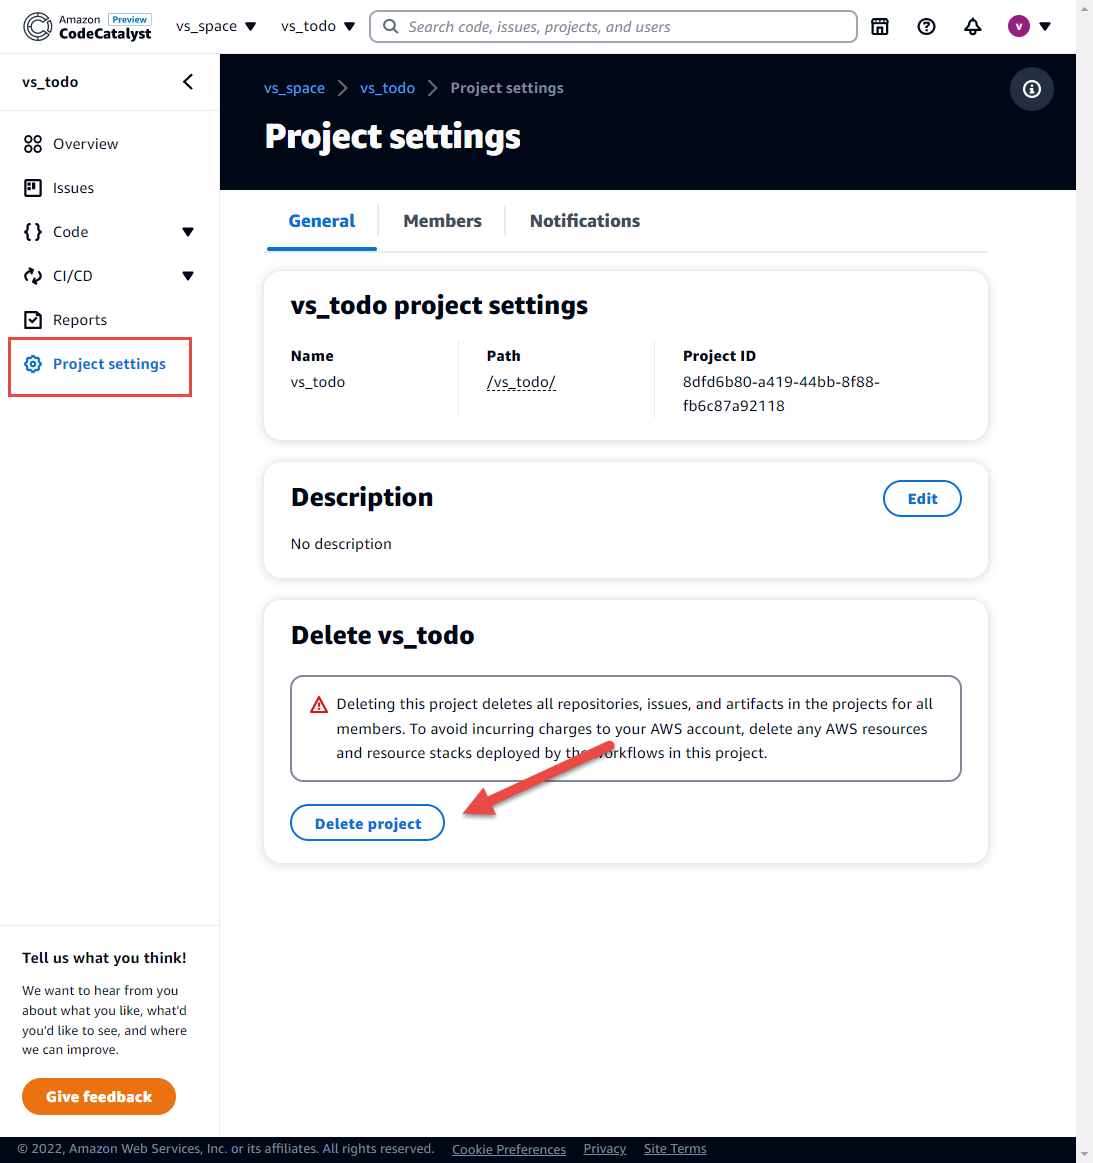 Amazon Preview
CodeCatalyst
vs_space
vs_todo
Search code, issues, projects, and users
v
vs_todo
Overview
Issues
Code
CI/CD
Reports
Project settings
vs_space
vs_todo
Project settings
Project settings
General
Members
Notifications
vs_todo project settings
Name
vs_todo
Path
/vs_todo/
Project ID
8dfd6b80-a419-44bb-8f88-
fb6c87a92118
Description
Edit
No description
Delete vs_todo
Deleting this project deletes all repositories, issues, and artifacts in the projects for all
members. To avoid incurring charges to your AWS account, delete any AWS resources
and resource stacks deployed by the workflows in this project.
Delete project
Tell us what you think!
We want to hear from you
about what you like, what'd
you'd like to see, and where
we can improve.
Give feedback
© 2022, Amazon Web Services, Inc. or its affiliates. All rights reserved. Cookie Preferences Privacy Site Terms